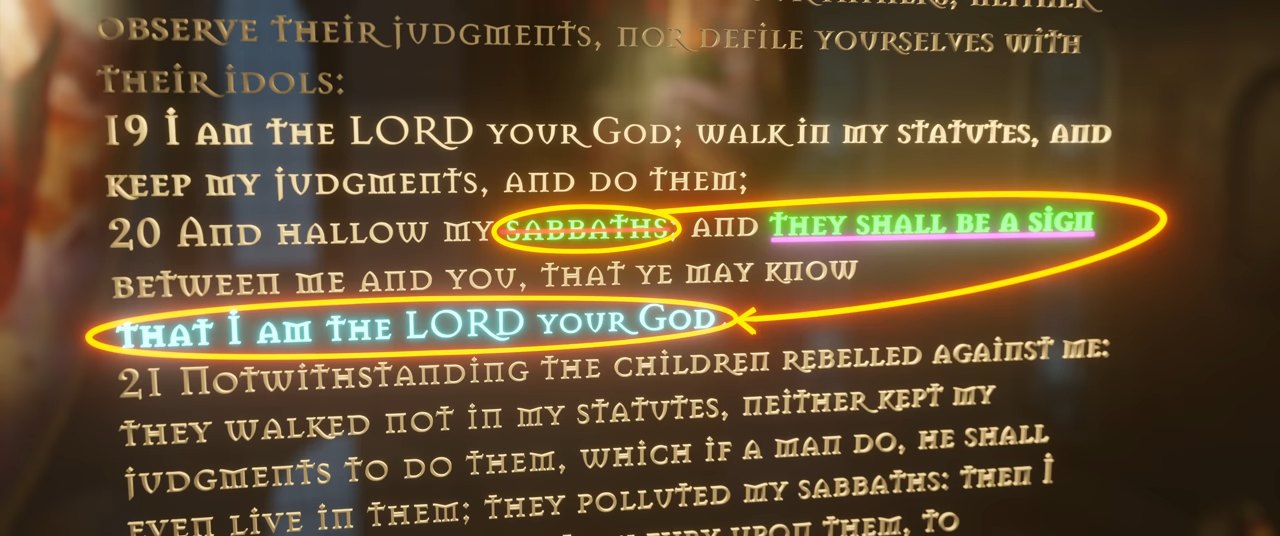 OBSERVE THEIR JUDGMENTS, NOR DEFILE YOURSELVES WITH
THEIR IDOLS:
19 I AM THE LORD YOUR GOD; WALK IN MY STATUTES, AND
KEEP MY JUDGMENTS, AND DO THEM;
20 AND HALLOW MY SABBATHS, AND THEY SHALL BE A SIGN
BETWEEN ME AND YOU, THAT YE MAY KNOW
THAT I AM THE LORD YOUR GOD.
21 NOTWITHSTANDING THE CHILDREN REBELLED AGAINST ME:
THEY WALKED NOT IN MY STATUTES, NEITHER KEPT MY
JUDGMENTS TO DO THEM, WHICH IF A MAN DO, HE SHALL
EVEN LIVE IN THEM; THEY POLLUTED MY SABBATHS: THEN I
UPON THEM, TO